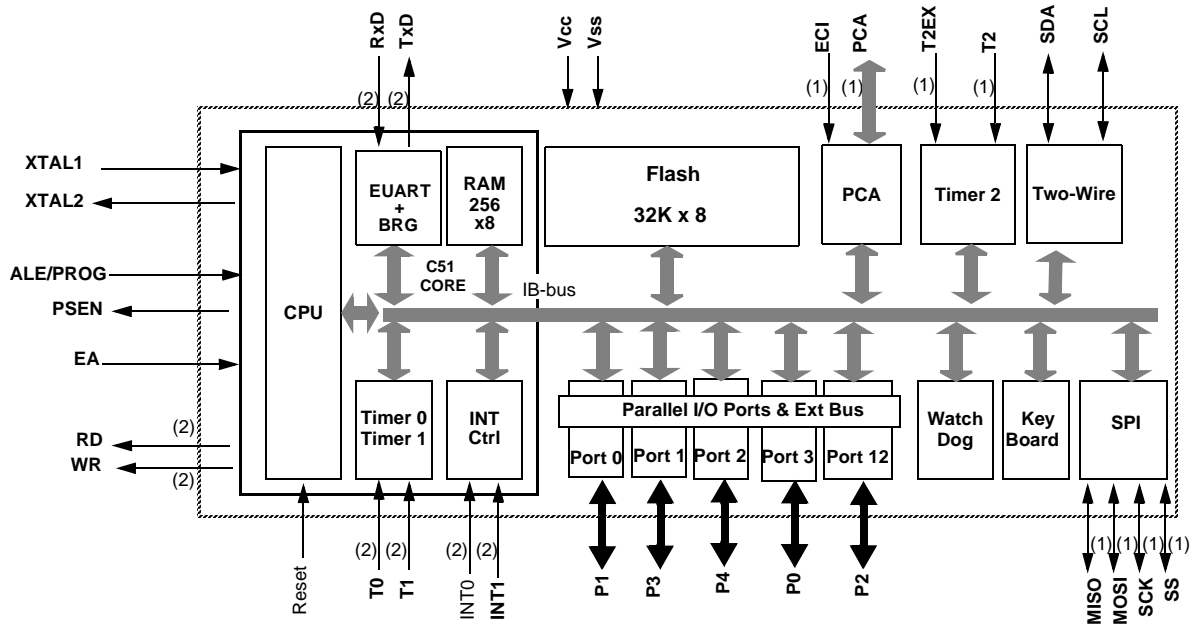 RxD
TxD
Vcc
Vss
ECI
PCA
T2EX
T2
SDA
SCL
(2) (2)
(1) (1)
(1) (1)
XTAL1
XTAL2
ALE/PROG
PSEN
EA
RD
(2)
WR
(2)
CPU
EUART
+
BRG
RAM
256
x8
C51
CORE
IB-bus
Flash
32K x 8
PCA
Timer 2
Two-Wire
Timer 0
Timer 1
INT
Ctrl
Parallel I/O Ports & Ext Bus
Port 0
Port 1
Port 2
Port 3
Port 12
Watch
Dog
Key
Board
SPI
(2) (2)
(2) (2)
(1) (1) (1) (1)
Reset
T0
T1
INT0
INT1
P1
P3
P4
P0
P2
MISO
MOSI
SCK
SS